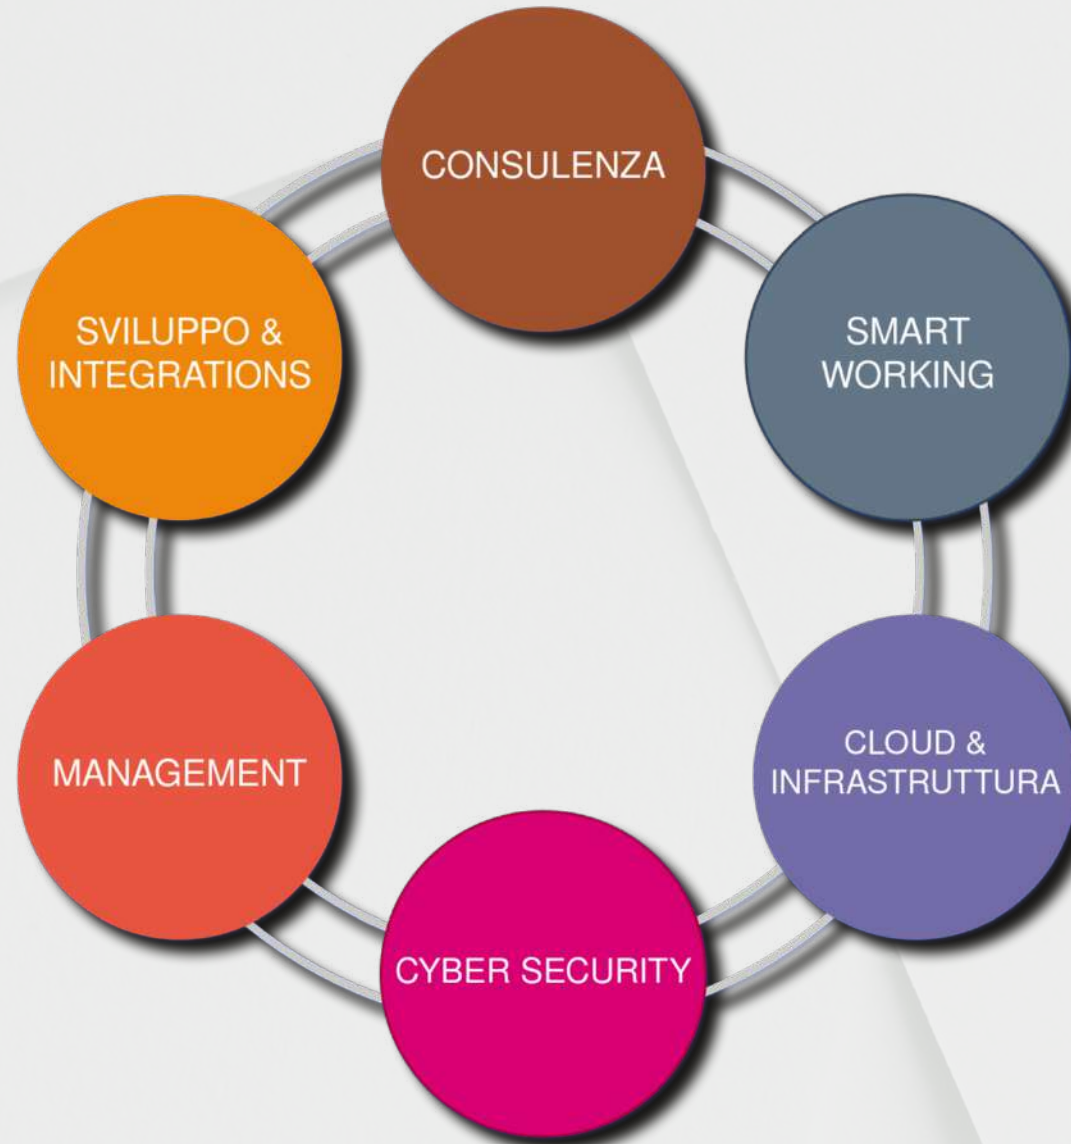 CONSULENZA
SMART
WORKING
CLOUD &
INFRASTRUTTURA
CYBER SECURITY
MANAGEMENT
SVILUPPO &
INTEGRATIONS